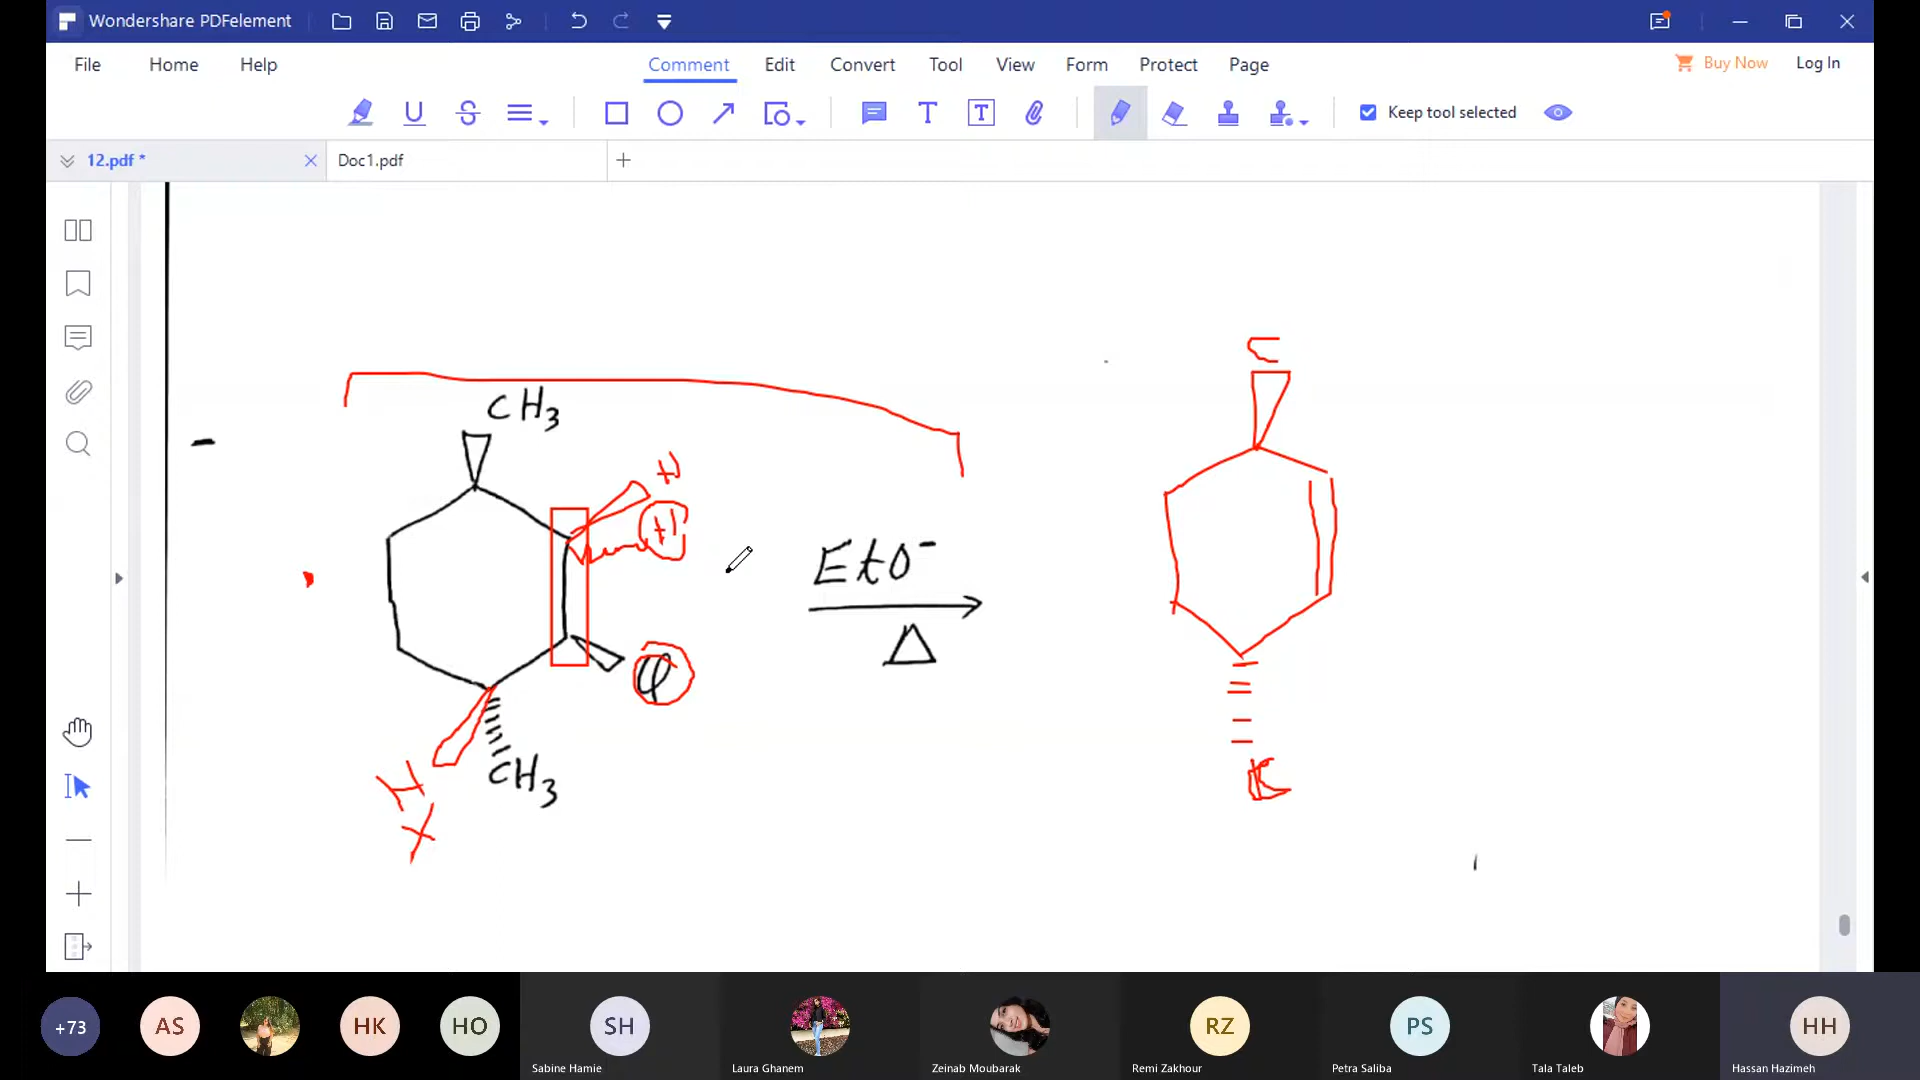 Wondershare PDFelement
File Home Help Comment Edit Convert Tool View Form Protect Page Buy Now Log In
Keep tool selected
12.pdf * Doc1.pdf
C
CH3
H
H
EtO⁻
Δ
H
CH3
X
+73 AS HK HO SH RZ PS HH
Sabine Hamie Laura Ghanem Zeinab Moubarak Remi Zakhour Petra Saliba Tala Taleb Hassan Hazimeh